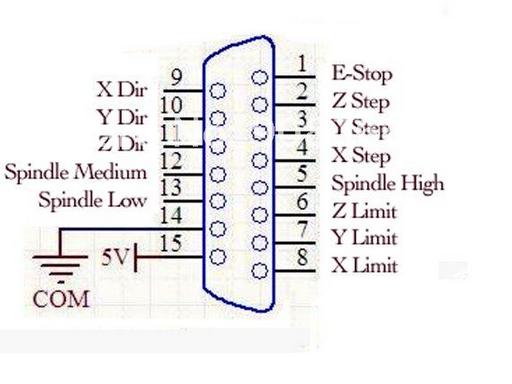 1 E-Stop
9 X Dir
2 Z Step
10 Y Dir
3 Y Step
11 Z Dir
4 X Step
12 Spindle Medium
5 Spindle High
13 Spindle Low
6 Z Limit
14
7 Y Limit
15 5V
8 X Limit
COM